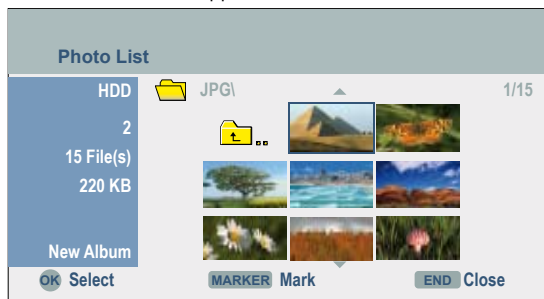 Photo List
HDD
JPG\
1/15
2
15 File(s)
220 KB
New Album
OK Select
MARKER Mark
END Close